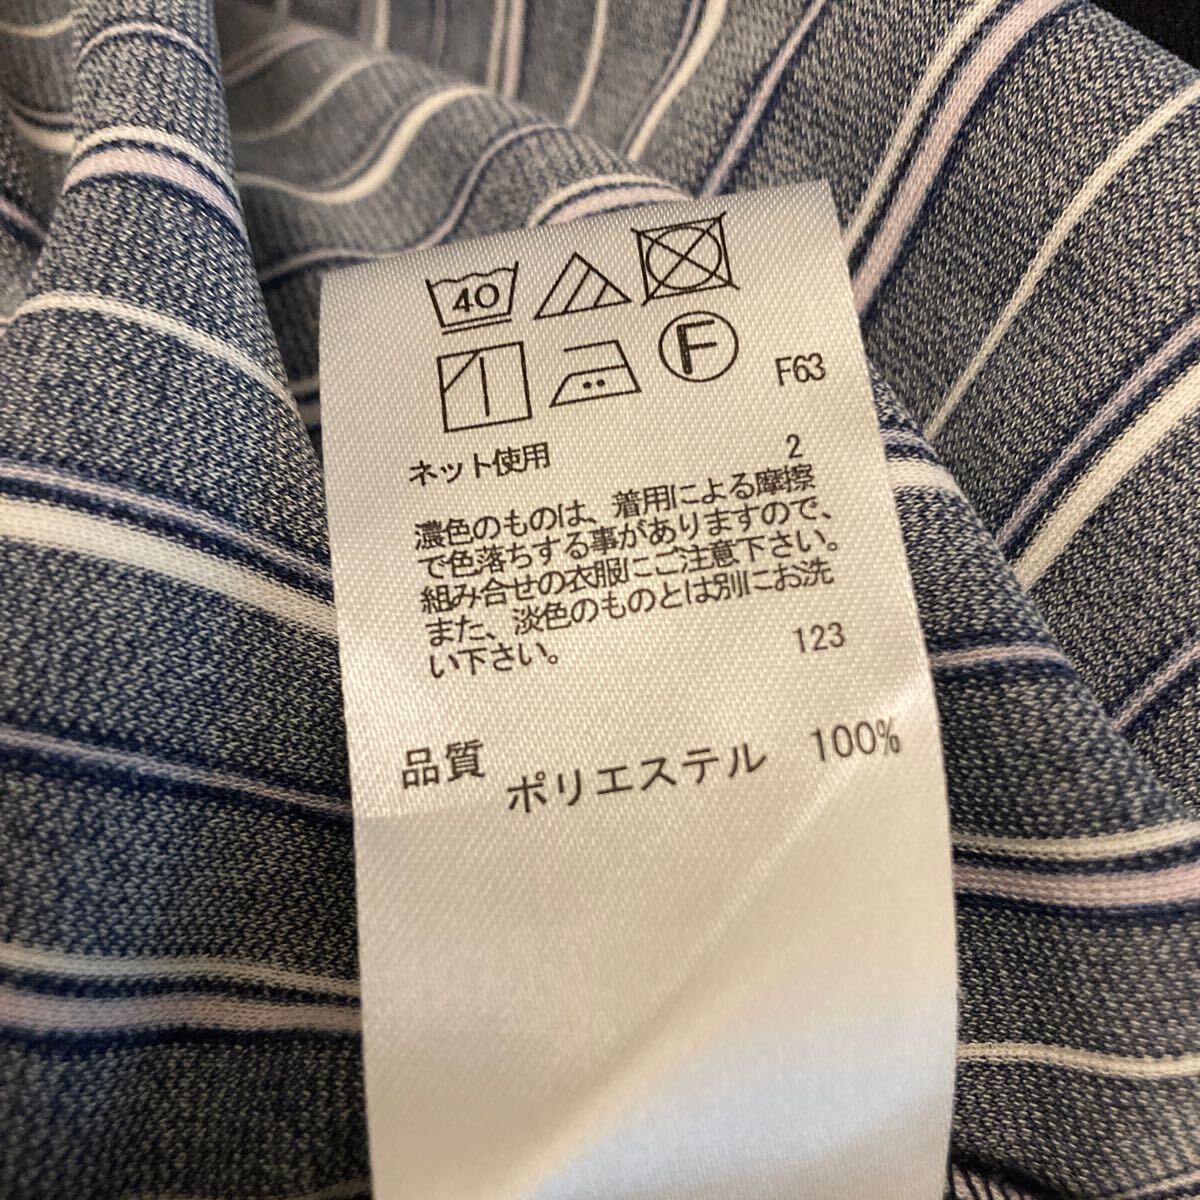 40
F
F63
ネット使用 2
濃色のものは、着用による摩擦
で色落ちする事がありますので、
組み合せの衣服にご注意下さい。
また、淡色のものとは別にお洗
い下さい。 123
品質 ポリエステル 100%